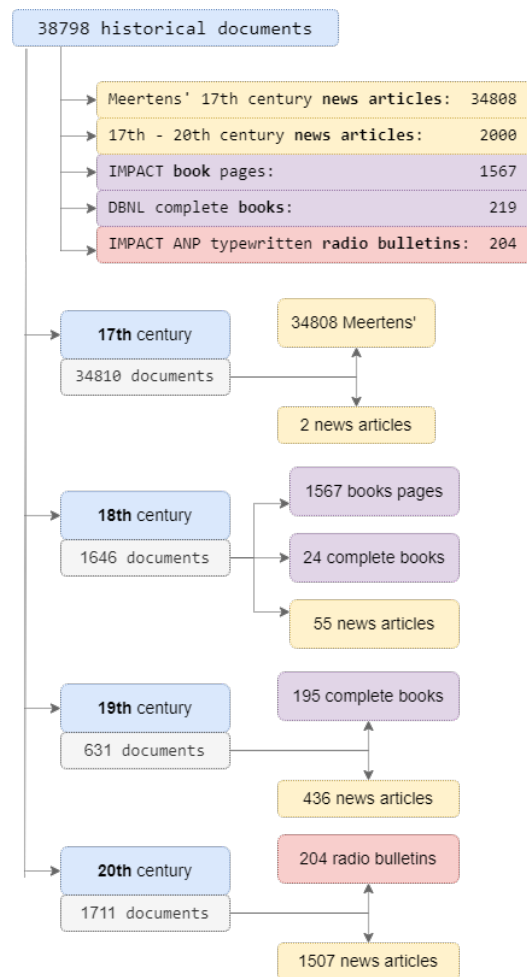 38798 historical documents
Meertens' 17th century news articles: 34808
17th - 20th century news articles: 2000
IMPACT book pages: 1567
DBNL complete books: 219
IMPACT ANP typewritten radio bulletins: 204
17th century
34810 documents
34808 Meertens'
2 news articles
18th century
1646 documents
1567 books pages
24 complete books
55 news articles
19th century
631 documents
195 complete books
436 news articles
20th century
1711 documents
204 radio bulletins
1507 news articles